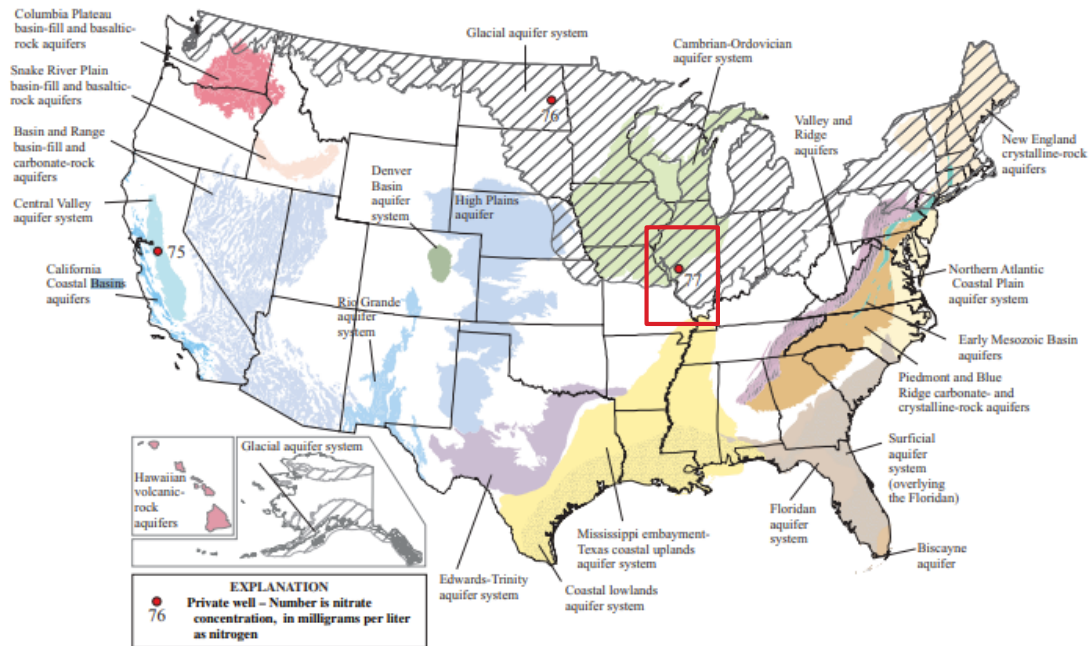 Columbia Plateau
basin-fill and basaltic-
rock aquifers
Snake River Plain
basin-fill and basaltic-
rock aquifers
Basin and Range
basin-fill and
carbonate-rock
aquifers
Central Valley
aquifer system
75
California
Coastal Basins
aquifers
Glacial aquifer system
76
Cambrian-Ordovician
aquifer system
Valley and
Ridge
aquifers
New England
crystalline-rock
aquifers
Denver
Basin
aquifer
system
High Plains
aquifer
77
Rio Grande
aquifer
system
Northern Atlantic
Coastal Plain
aquifer system
Early Mesozoic Basin
aquifers
Piedmont and Blue
Ridge carbonate- and
crystalline-rock aquifers
Surficial
aquifer
system
(overlying
the Floridan)
Floridan
aquifer
system
Biscayne
aquifer
Glacial aquifer system
Hawaiian
volcanic-
rock
aquifers
Mississippi embayment-
Texas coastal uplands
aquifer system
Edwards-Trinity
aquifer system
Coastal lowlands
aquifer system
EXPLANATION
76
Private well – Number is nitrate
concentration, in milligrams per liter
as nitrogen